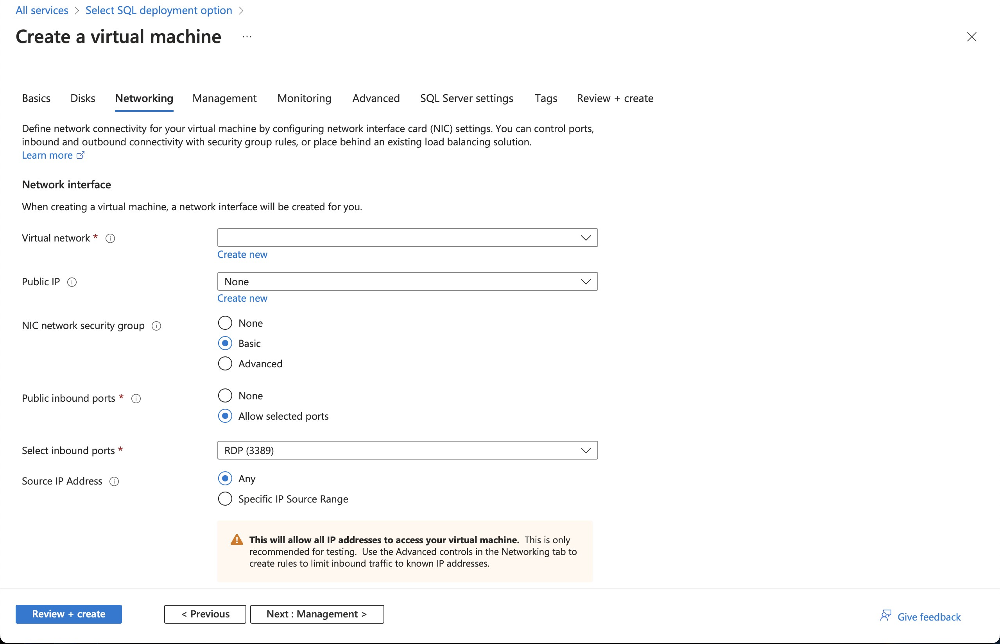 All services > Select SQL deployment option >
Create a virtual machine ...
Basics Disks Networking Management Monitoring Advanced SQL Server settings Tags Review + create
Define network connectivity for your virtual machine by configuring network interface card (NIC) settings. You can control ports,
inbound and outbound connectivity with security group rules, or place behind an existing load balancing solution.
Learn more
Network interface
When creating a virtual machine, a network interface will be created for you.
Virtual network *
Create new
Public IP
None
Create new
NIC network security group
None
Basic
Advanced
Public inbound ports *
None
Allow selected ports
Select inbound ports *
RDP (3389)
Source IP Address
Any
Specific IP Source Range
This will allow all IP addresses to access your virtual machine. This is only
recommended for testing. Use the Advanced controls in the Networking tab to
create rules to limit inbound traffic to known IP addresses.
Review + create
< Previous
Next : Management >
Give feedback